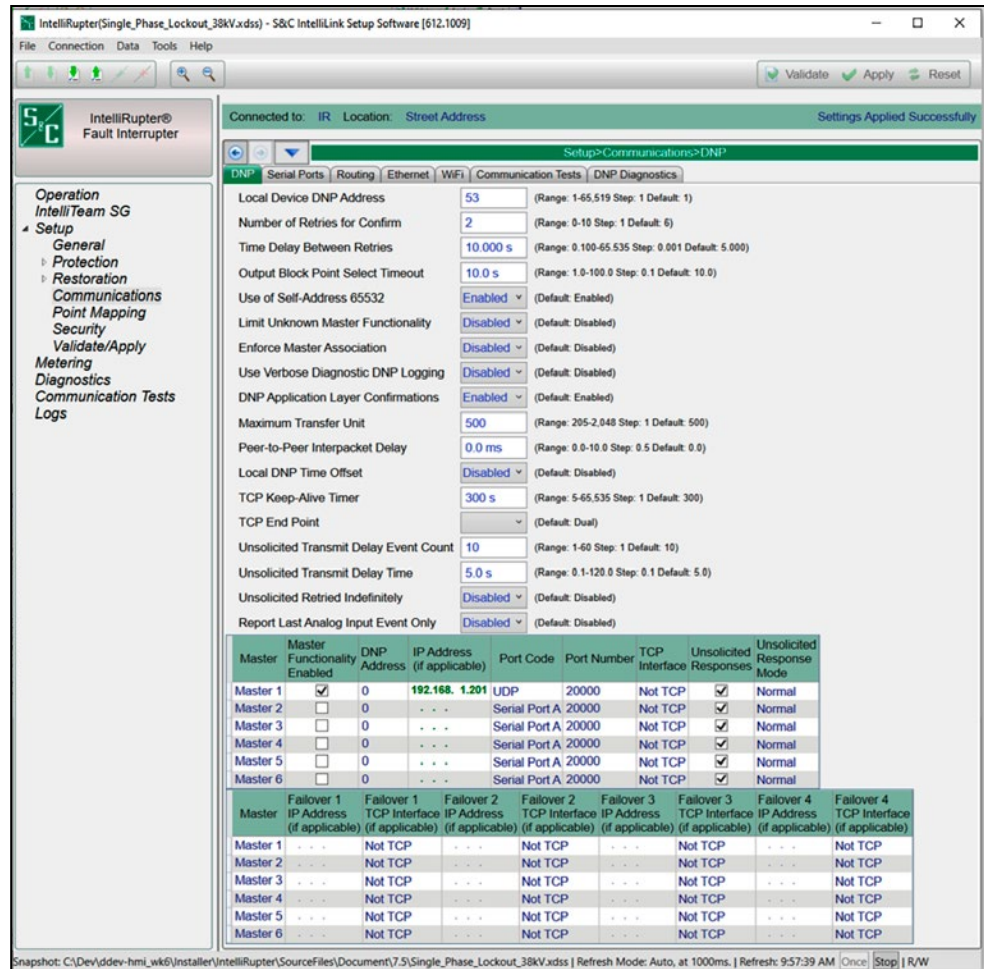 IntelliRupter(Single_Phase_Lockout_38kV.xdss) - S&C IntelliLink Setup Software [612.1009]
File Connection Data Tools Help
Validate Apply Reset
S&C
IntelliRupter®
Fault Interrupter
Connected to: IR Location: Street Address Settings Applied Successfully
Setup>Communications>DNP
DNP Serial Ports Routing Ethernet WiFi Communication Tests DNP Diagnostics
Operation
IntelliTeam SG
Setup
General
Protection
Restoration
Communications
Point Mapping
Security
Validate/Apply
Metering
Diagnostics
Communication Tests
Logs
Local Device DNP Address 53 (Range: 1-65,519 Step: 1 Default: 1)
Number of Retries for Confirm 2 (Range: 0-10 Step: 1 Default: 6)
Time Delay Between Retries 10.000 s (Range: 0.100-65.535 Step: 0.001 Default: 5.000)
Output Block Point Select Timeout 10.0 s (Range: 1.0-100.0 Step: 0.1 Default: 10.0)
Use of Self-Address 65532 Enabled (Default: Enabled)
Limit Unknown Master Functionality Disabled (Default: Disabled)
Enforce Master Association Disabled (Default: Disabled)
Use Verbose Diagnostic DNP Logging Disabled (Default: Disabled)
DNP Application Layer Confirmations Enabled (Default: Enabled)
Maximum Transfer Unit 500 (Range: 205-2,048 Step: 1 Default: 500)
Peer-to-Peer Interpacket Delay 0.0 ms (Range: 0.0-10.0 Step: 0.5 Default: 0.0)
Local DNP Time Offset Disabled (Default: Disabled)
TCP Keep-Alive Timer 300 s (Range: 5-65,535 Step: 1 Default: 300)
TCP End Point (Default: Dual)
Unsolicited Transmit Delay Event Count 10 (Range: 1-60 Step: 1 Default: 10)
Unsolicited Transmit Delay Time 5.0 s (Range: 0.1-120.0 Step: 0.1 Default: 5.0)
Unsolicited Retried Indefinitely Disabled (Default: Disabled)
Report Last Analog Input Event Only Disabled (Default: Disabled)
Master Master Functionality Enabled DNP Address IP Address (if applicable) Port Code Port Number TCP Interface Unsolicited Responses Unsolicited Response Mode
Master 1 0 192.168. 1.201 UDP 20000 Not TCP Normal
Master 2 0 . . . Serial Port A 20000 Not TCP Normal
Master 3 0 . . . Serial Port A 20000 Not TCP Normal
Master 4 0 . . . Serial Port A 20000 Not TCP Normal
Master 5 0 . . . Serial Port A 20000 Not TCP Normal
Master 6 0 . . . Serial Port A 20000 Not TCP Normal
Master Failover 1 IP Address (if applicable) Failover 1 TCP Interface (if applicable) Failover 2 IP Address (if applicable) Failover 2 TCP Interface (if applicable) Failover 3 IP Address (if applicable) Failover 3 TCP Interface (if applicable) Failover 4 IP Address (if applicable) Failover 4 TCP Interface (if applicable)
Master 1 . . . Not TCP . . . Not TCP . . . Not TCP . . . Not TCP
Master 2 . . . Not TCP . . . Not TCP . . . Not TCP . . . Not TCP
Master 3 . . . Not TCP . . . Not TCP . . . Not TCP . . . Not TCP
Master 4 . . . Not TCP . . . Not TCP . . . Not TCP . . . Not TCP
Master 5 . . . Not TCP . . . Not TCP . . . Not TCP . . . Not TCP
Master 6 . . . Not TCP . . . Not TCP . . . Not TCP . . . Not TCP
Snapshot: C:\Dev\ddev-hmi_wk6\Installer\IntelliRupter\SourceFiles\Document\7.5\Single_Phase_Lockout_38kV.xdss | Refresh Mode: Auto, at 1000ms. | Refresh: 9:57:39 AM Once Stop | R/W